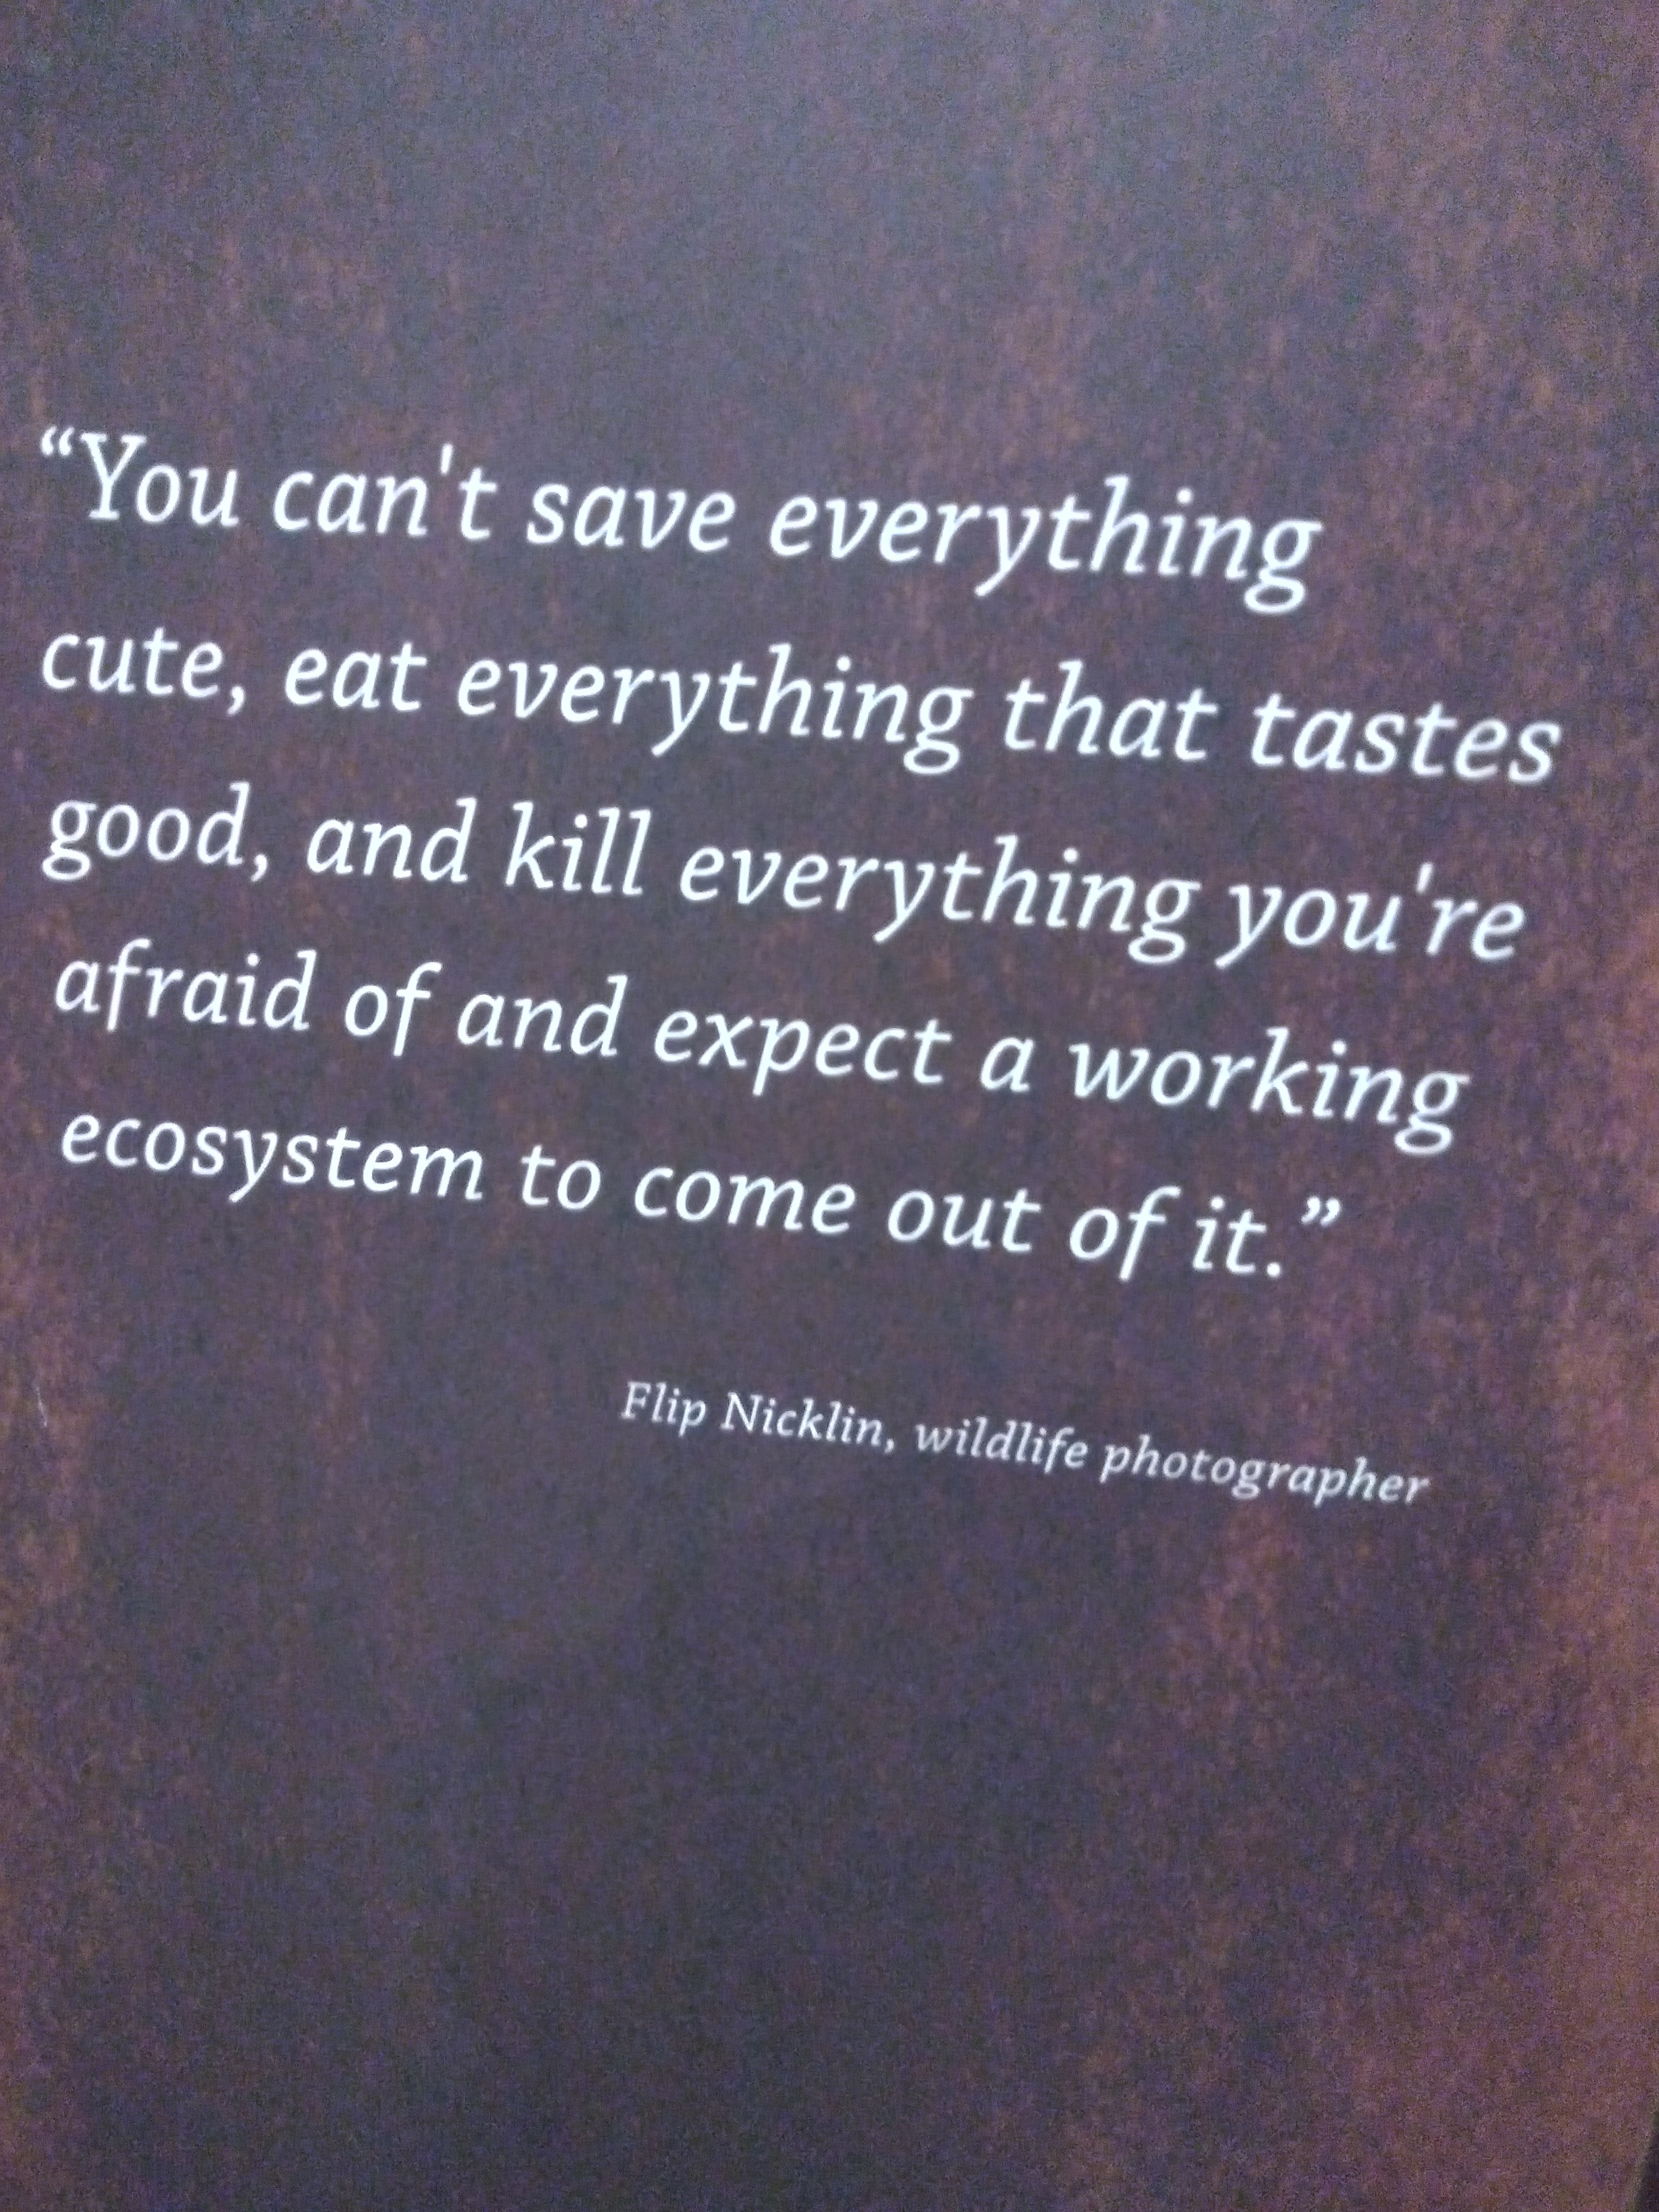 “You can't save everything
cute, eat everything that tastes
good, and kill everything you're
afraid of and expect a working
ecosystem to come out of it.”
Flip Nicklin, wildlife photographer